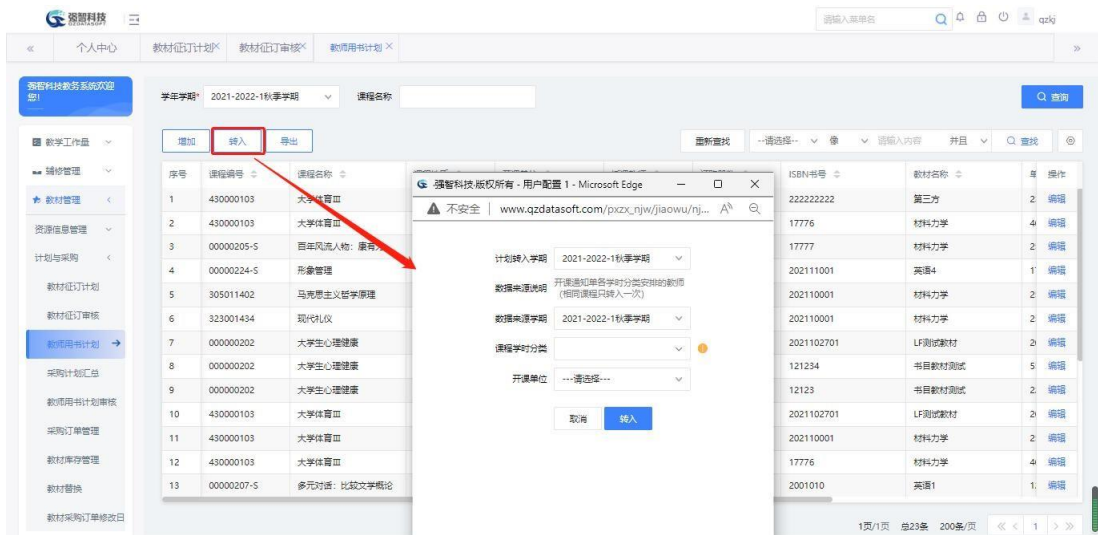 强智科技
QZDATASOFT
请输入菜单名
qzkj
个人中心 教材征订计划 教材征订审核 教师用书计划
强智科技教务系统欢迎您!
学年学期* 2021-2022-1秋季学期 课程名称 查询
教学工作量
辅修管理
教材管理
资源信息管理
计划与采购
教材征订计划
教材征订审核
教师用书计划
采购计划汇总
教师用书计划审核
采购订单管理
教材库存管理
教材替换
教材采购订单修改日
增加 转入 导出 重新查找 --请选择-- 像 请输入内容 并且 查找
序号 课程编号 课程名称 ISBN书号 教材名称 操作
1 430000103 大学体育Ⅲ 222222222 第三方 编辑
2 430000103 大学体育Ⅲ 17776 材料力学 编辑
3 00000205-S 百年风流人物:康有 17777 材料力学 编辑
4 00000224-S 形象管理 202111001 英语4 编辑
5 305011402 马克思主义哲学原理 202110001 材料力学 编辑
6 323001434 现代礼仪 202110001 材料力学 编辑
7 000000202 大学生心理健康 2021102701 LF测试教材 编辑
8 000000202 大学生心理健康 121234 书目教材测试 编辑
9 000000202 大学生心理健康 12123 书目教材测试 编辑
10 430000103 大学体育Ⅲ 2021102701 LF测试教材 编辑
11 430000103 大学体育Ⅲ 202110001 材料力学 编辑
12 430000103 大学体育Ⅲ 17776 材料力学 编辑
13 00000207-S 多元对话:比较文学概论 2001010 英语1 编辑
强智科技-版权所有 - 用户配置 1 - Microsoft Edge
不安全 www.qzdatasoft.com/pxzx_njw/jiaowu/nj...
计划转入学期 2021-2022-1秋季学期
数据来源说明 开课通知单各学时分类安排的教师
(相同课程只转入一次)
数据来源学期 2021-2022-1秋季学期
课程学时分类
开课单位 ---请选择---
取消 转入
1页/1页 总23条 200条/页 1